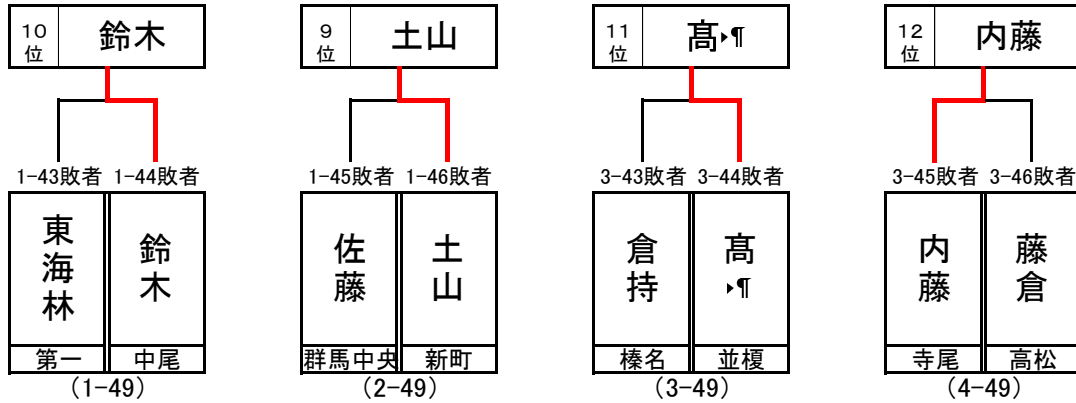 10位 鈴木
9位 土山
11位 髙
12位 内藤
1-43敗者 1-44敗者
1-45敗者 1-46敗者
3-43敗者 3-44敗者
3-45敗者 3-46敗者
東海林 鈴木
佐藤 土山
倉持 髙
内藤 藤倉
第一 中尾
群馬中央 新町
榛名 並榎
寺尾 高松
(1-49)
(2-49)
(3-49)
(4-49)